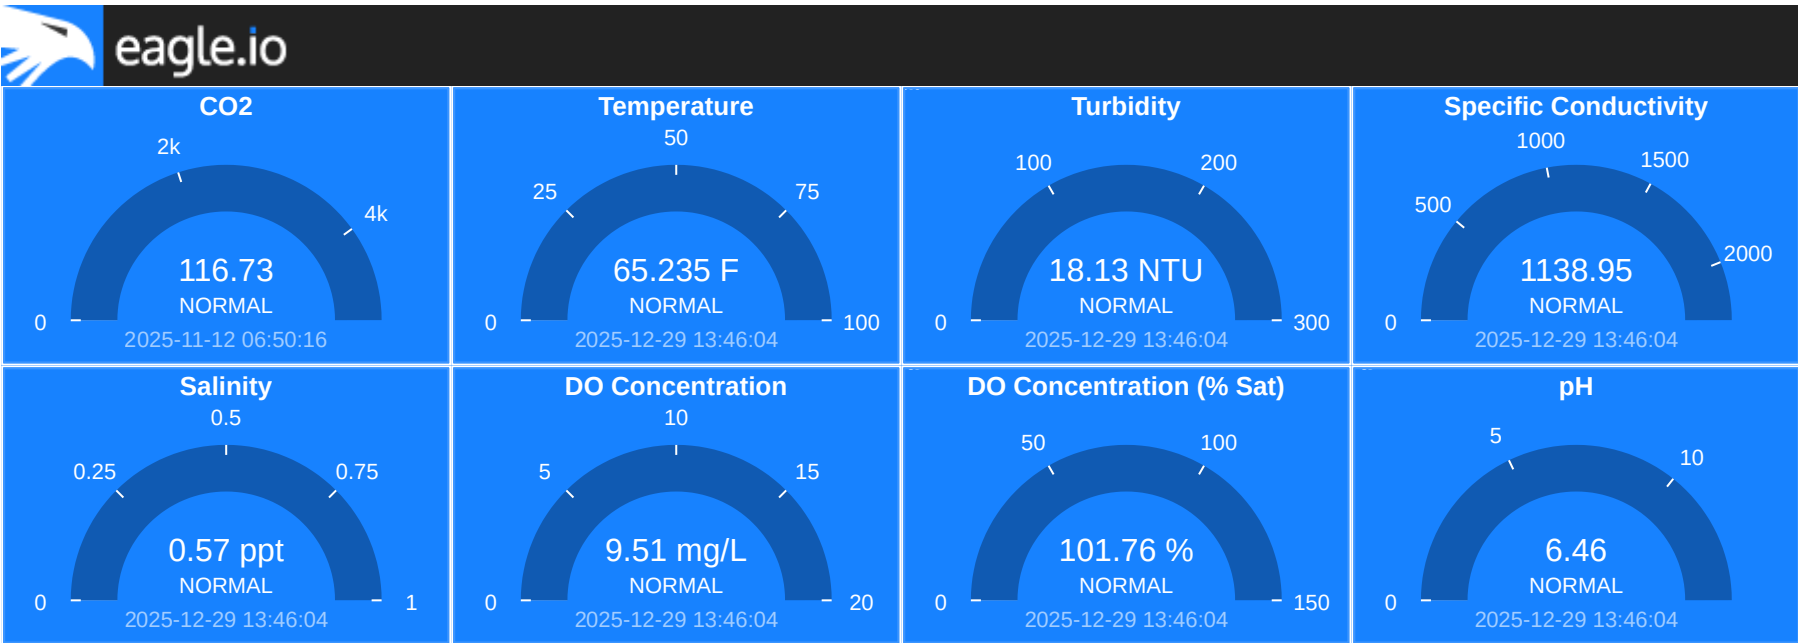 eagle.io
CO2
2k
4k
0
116.73
NORMAL
2025-11-12 06:50:16
Temperature
50
25
75
0
100
65.235 F
NORMAL
2025-12-29 13:46:04
Turbidity
100
200
0
300
18.13 NTU
NORMAL
2025-12-29 13:46:04
Specific Conductivity
1000
1500
500
2000
0
1138.95
NORMAL
2025-12-29 13:46:04
Salinity
0.5
0.25
0.75
0
1
0.57 ppt
NORMAL
2025-12-29 13:46:04
DO Concentration
10
5
15
0
20
9.51 mg/L
NORMAL
2025-12-29 13:46:04
DO Concentration (% Sat)
50
100
0
150
101.76 %
NORMAL
2025-12-29 13:46:04
pH
5
10
0
6.46
NORMAL
2025-12-29 13:46:04